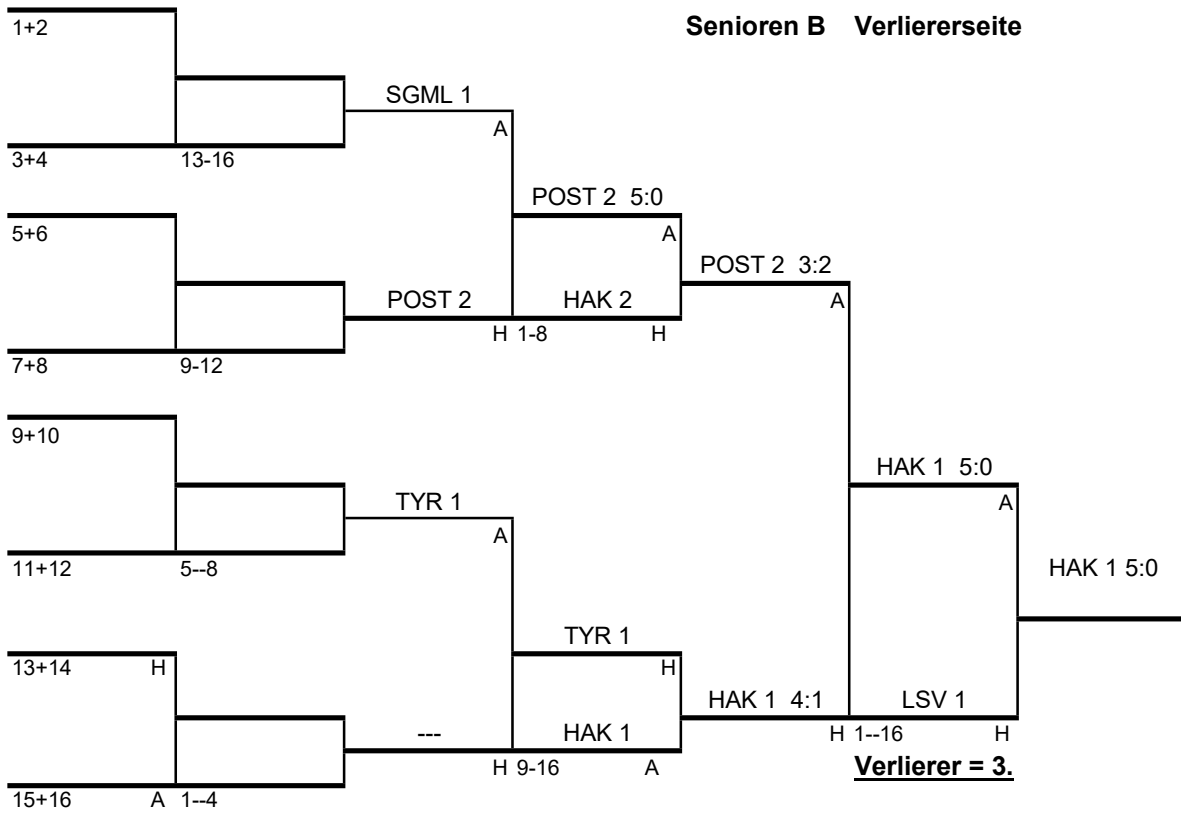 Senioren B Verliererseite
1+2
SGML 1
A
3+4
13-16
POST 2 5:0
5+6
A
POST 2 3:2
POST 2
HAK 2
A
H
1-8
H
7+8
9-12
9+10
HAK 1 5:0
TYR 1
A
A
11+12
5--8
HAK 1 5:0
TYR 1
13+14
H
H
HAK 1 4:1
LSV 1
---
HAK 1
H
1--16
H
H
9-16
A
Verlierer = 3.
15+16
A
1--4